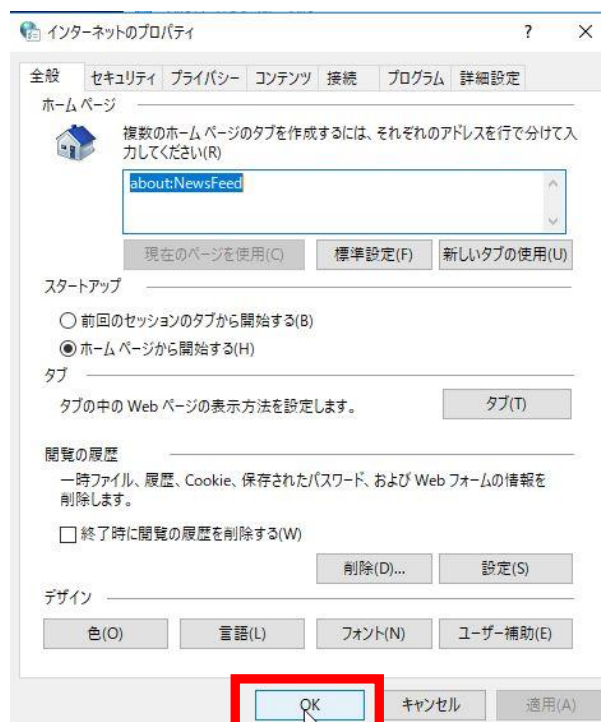 インターネットのプロパティ ? ×
全般 セキュリティ プライバシー コンテンツ 接続 プログラム 詳細設定
ホーム ページ
複数のホーム ページのタブを作成するには、それぞれのアドレスを行で分けて入
力してください(R)
about:NewsFeed
現在のページを使用(C) 標準設定(F) 新しいタブの使用(U)
スタートアップ
前回のセッションのタブから開始する(B)
ホーム ページから開始する(H)
タブ
タブの中の Web ページの表示方法を設定します。 タブ(T)
閲覧の履歴
一時ファイル、履歴、Cookie、保存されたパスワード、および Web フォームの情報を
削除します。
終了時に閲覧の履歴を削除する(W)
削除(D)... 設定(S)
デザイン
色(O) 言語(L) フォント(N) ユーザー補助(E)
OK キャンセル 適用(A)